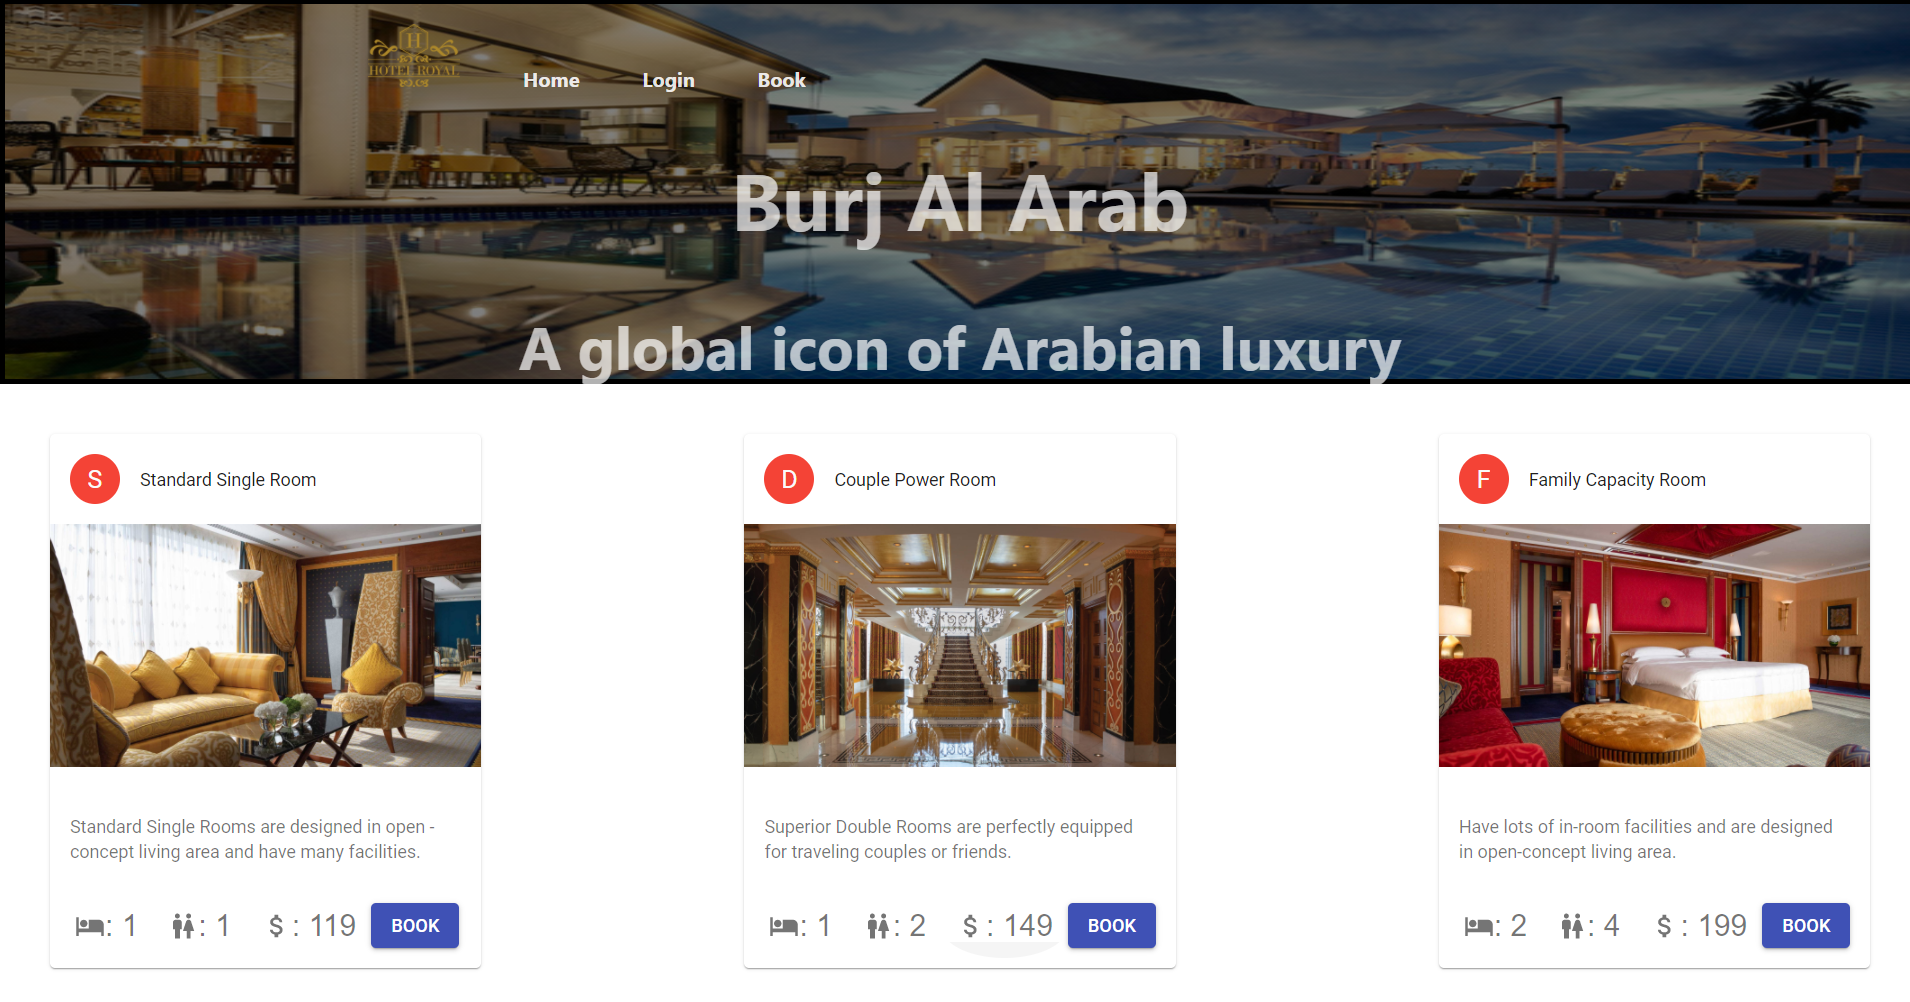 H
HOTEL ROYAL
Home Login Book
Burj Al Arab
A global icon of Arabian luxury
S Standard Single Room
Standard Single Rooms are designed in open -
concept living area and have many facilities.
: 1 : 1 $ : 119 BOOK
D Couple Power Room
Superior Double Rooms are perfectly equipped
for traveling couples or friends.
: 1 : 2 $ : 149 BOOK
F Family Capacity Room
Have lots of in-room facilities and are designed
in open-concept living area.
: 2 : 4 $ : 199 BOOK